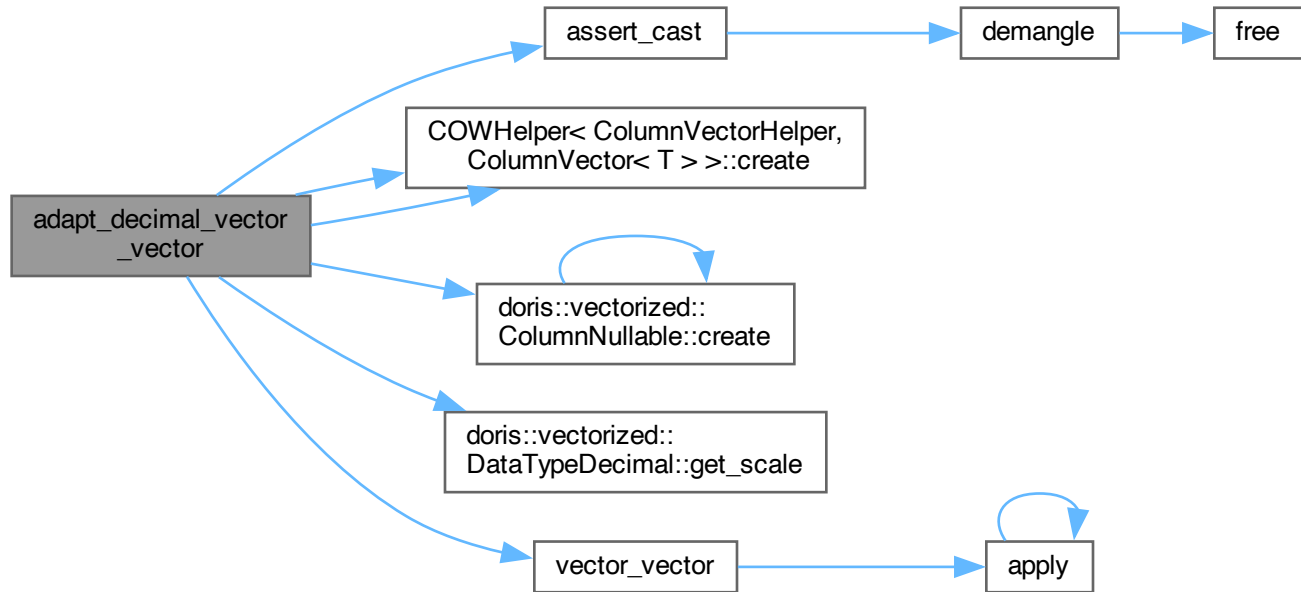 assert_cast
demangle
free
COWHelper< ColumnVectorHelper,
ColumnVector< T > >::create
adapt_decimal_vector
_vector
doris::vectorized::
ColumnNullable::create
doris::vectorized::
DataTypeDecimal::get_scale
vector_vector
apply